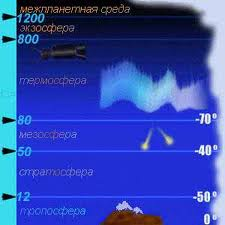 межпланетная среда
1200
экзосфера
800
термосфера
80 -70°
мезосфера
50 -40°
стратосфера
12 -50°
тропосфера
0°